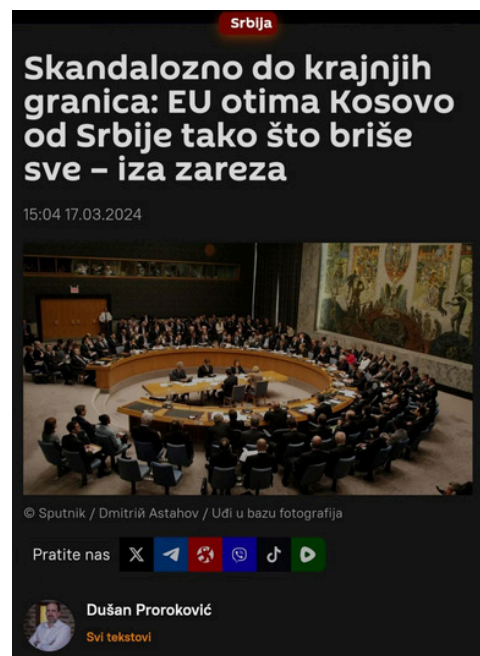 Srbija
Skandalozno do krajnjih
granica: EU otima Kosovo
od Srbije tako što briše
sve – iza zareza
15:04 17.03.2024
© Sputnik / Dmitriй Astahov / Uđi u bazu fotografija
Pratite nas
Dušan Proroković
Svi tekstovi